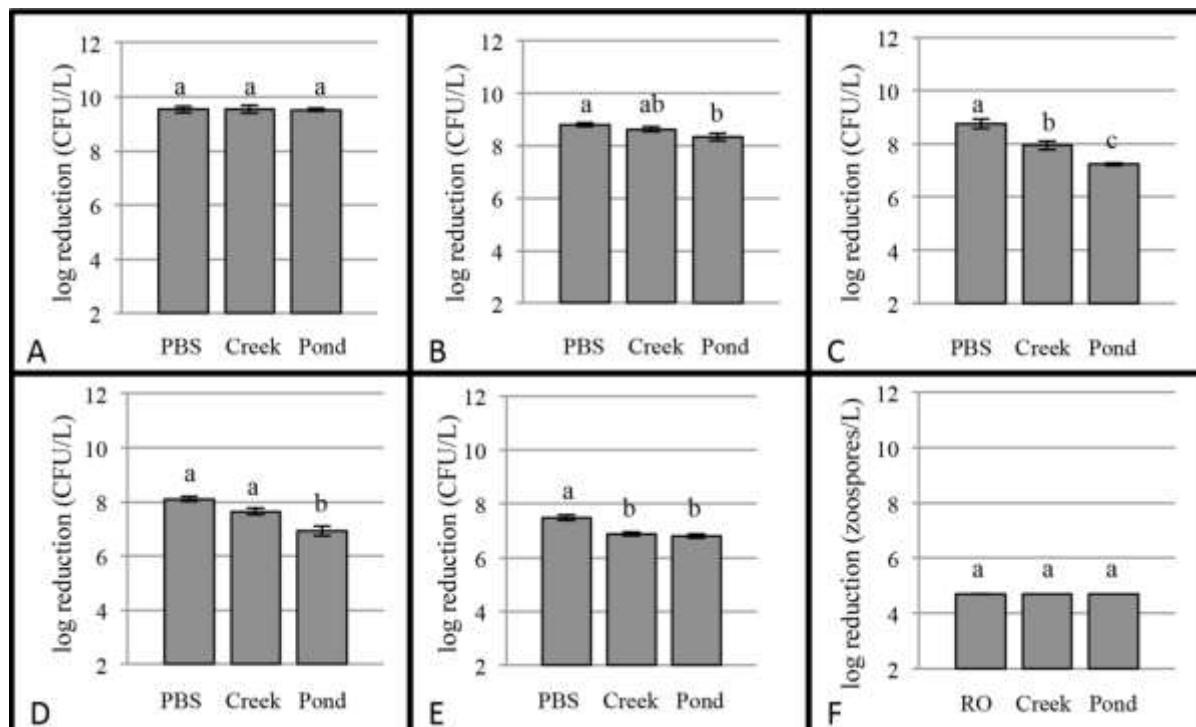 log reduction (CFU/L)
12
10
8
6
4
2
a a a
PBS Creek Pond
A
log reduction (CFU/L)
12
10
8
6
4
2
a ab b
PBS Creek Pond
B
log reduction (CFU/L)
12
10
8
6
4
2
a b c
PBS Creek Pond
C
log reduction (CFU/L)
12
10
8
6
4
2
a a b
PBS Creek Pond
D
log reduction (CFU/L)
12
10
8
6
4
2
a b b
PBS Creek Pond
E
log reduction (zoospores/L)
12
10
8
6
4
2
a a a
RO Creek Pond
F